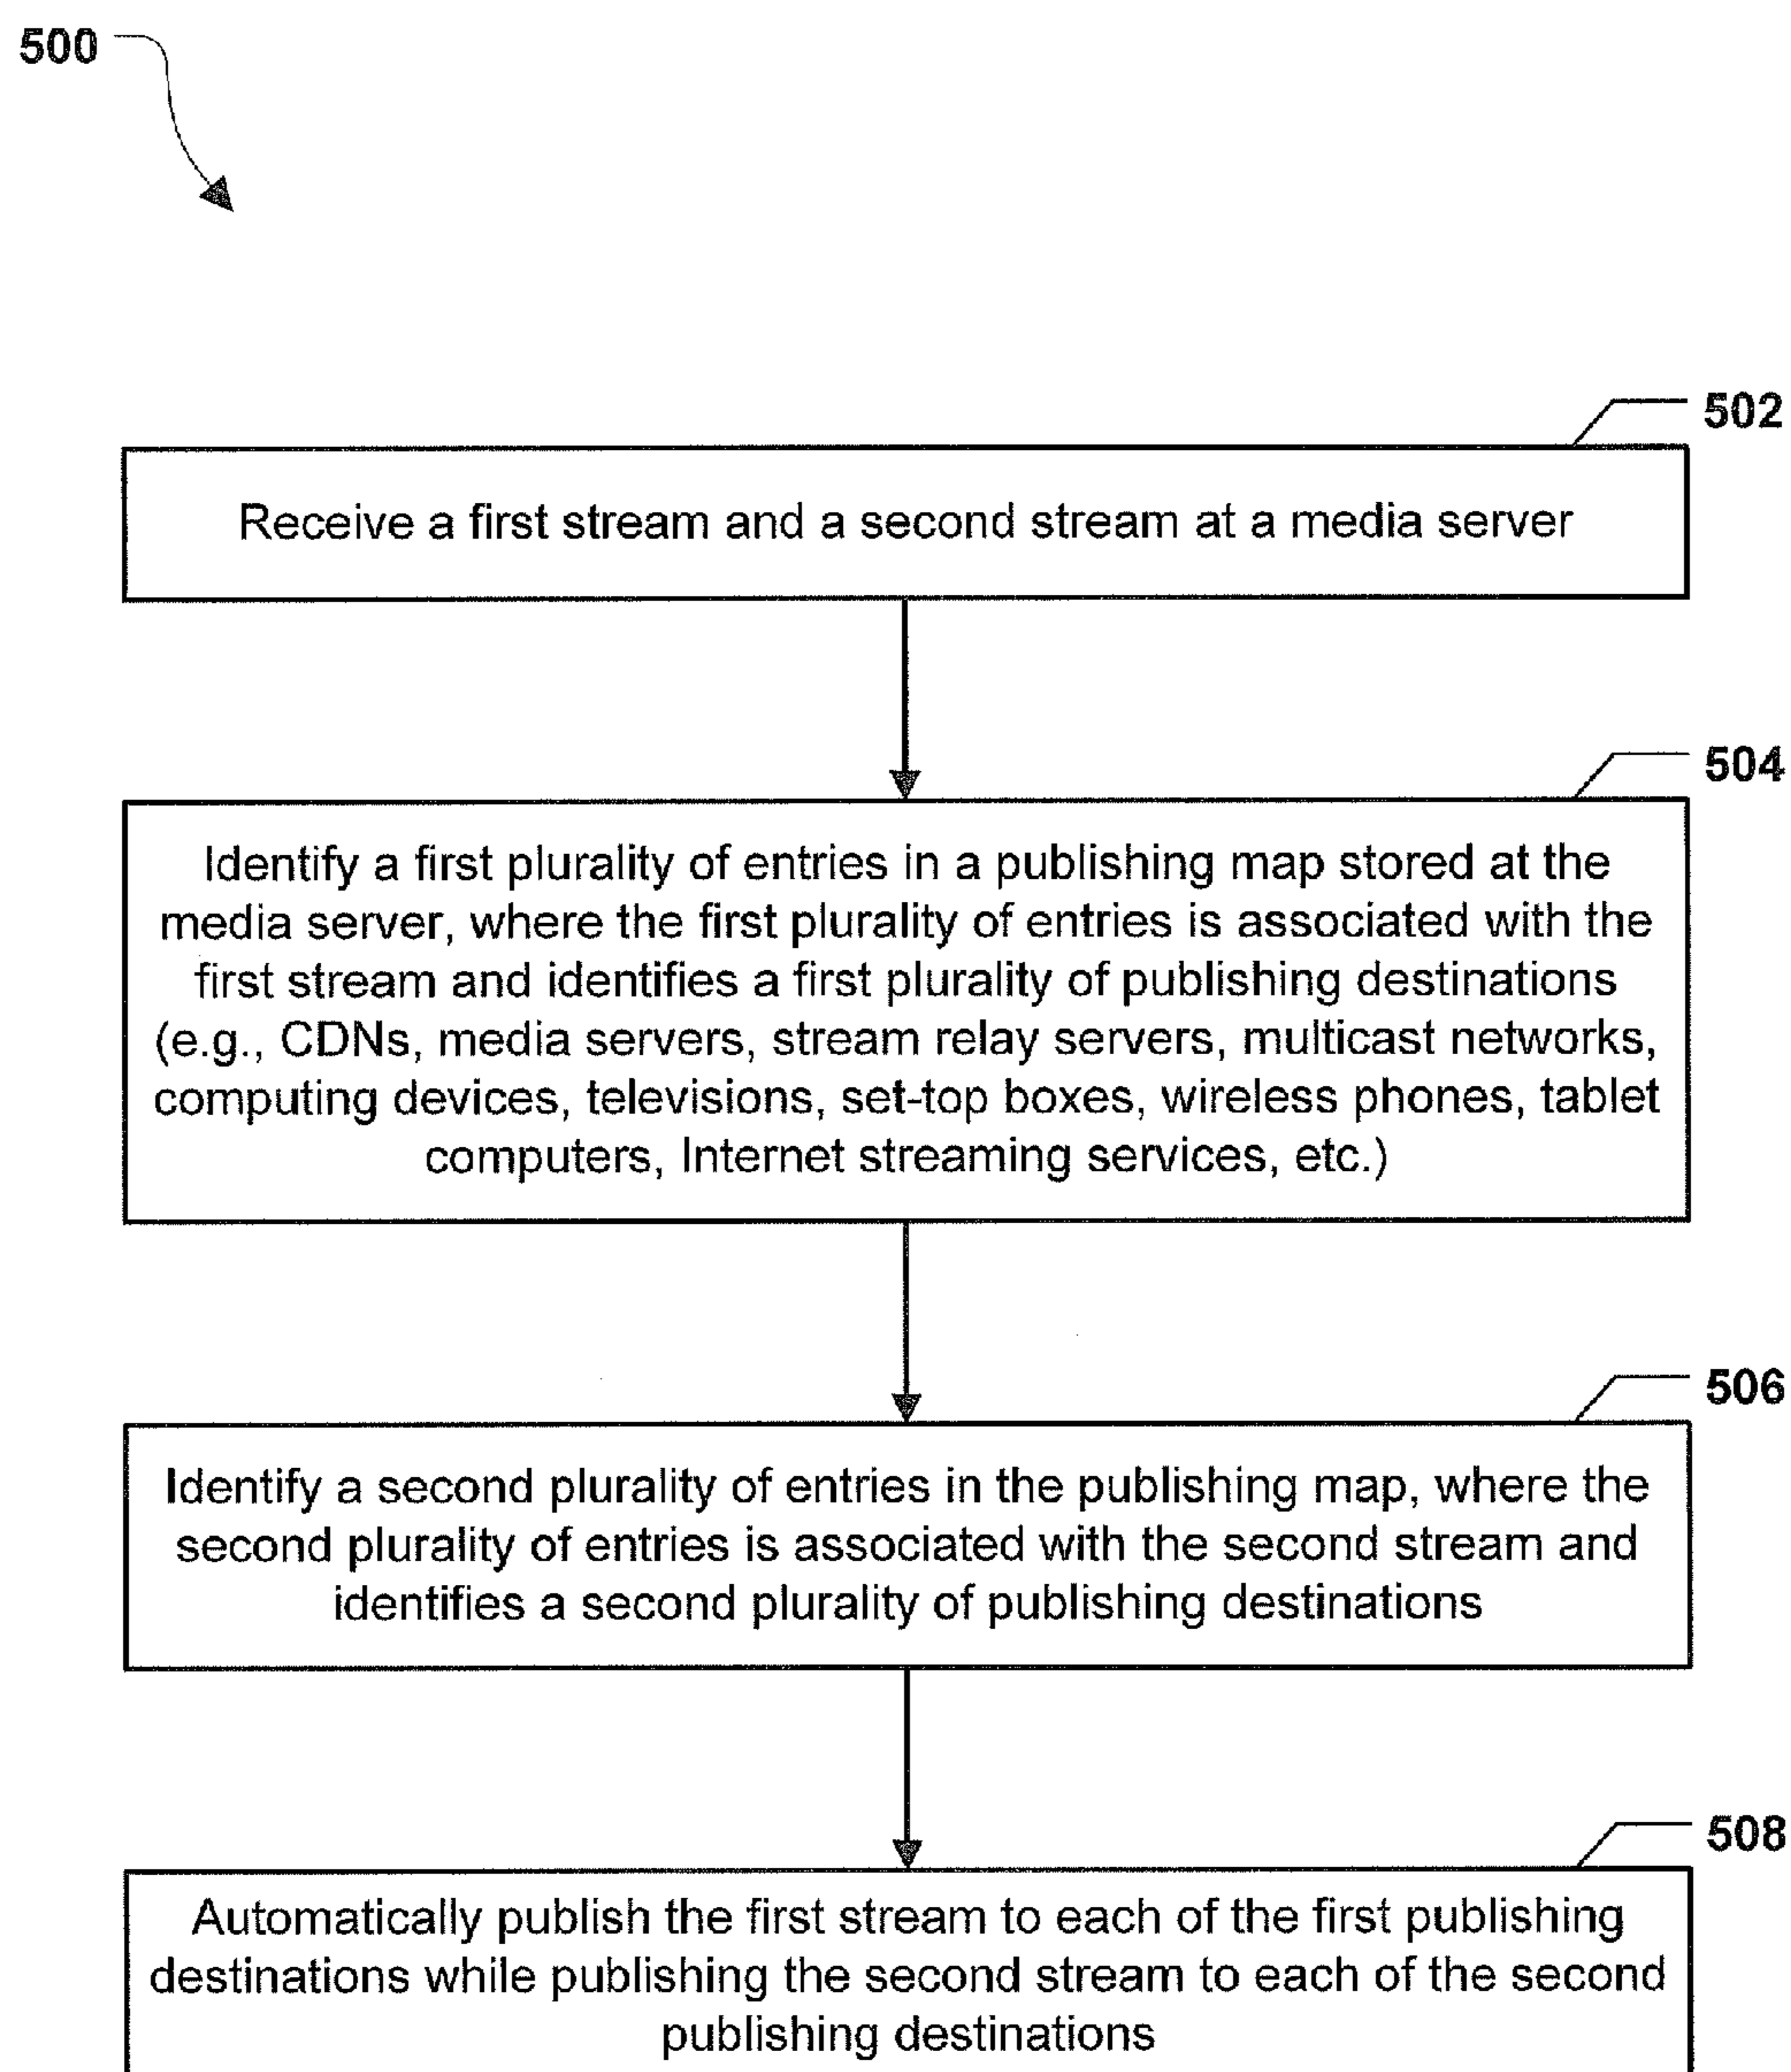 500
502
Receive a first stream and a second stream at a media server
504
Identify a first plurality of entries in a publishing map stored at the
media server, where the first plurality of entries is associated with the
first stream and identifies a first plurality of publishing destinations
(e.g., CDNs, media servers, stream relay servers, multicast networks,
computing devices, televisions, set-top boxes, wireless phones, tablet
computers, Internet streaming services, etc.)
506
Identify a second plurality of entries in the publishing map, where the
second plurality of entries is associated with the second stream and
identifies a second plurality of publishing destinations
508
Automatically publish the first stream to each of the first publishing
destinations while publishing the second stream to each of the second
publishing destinations